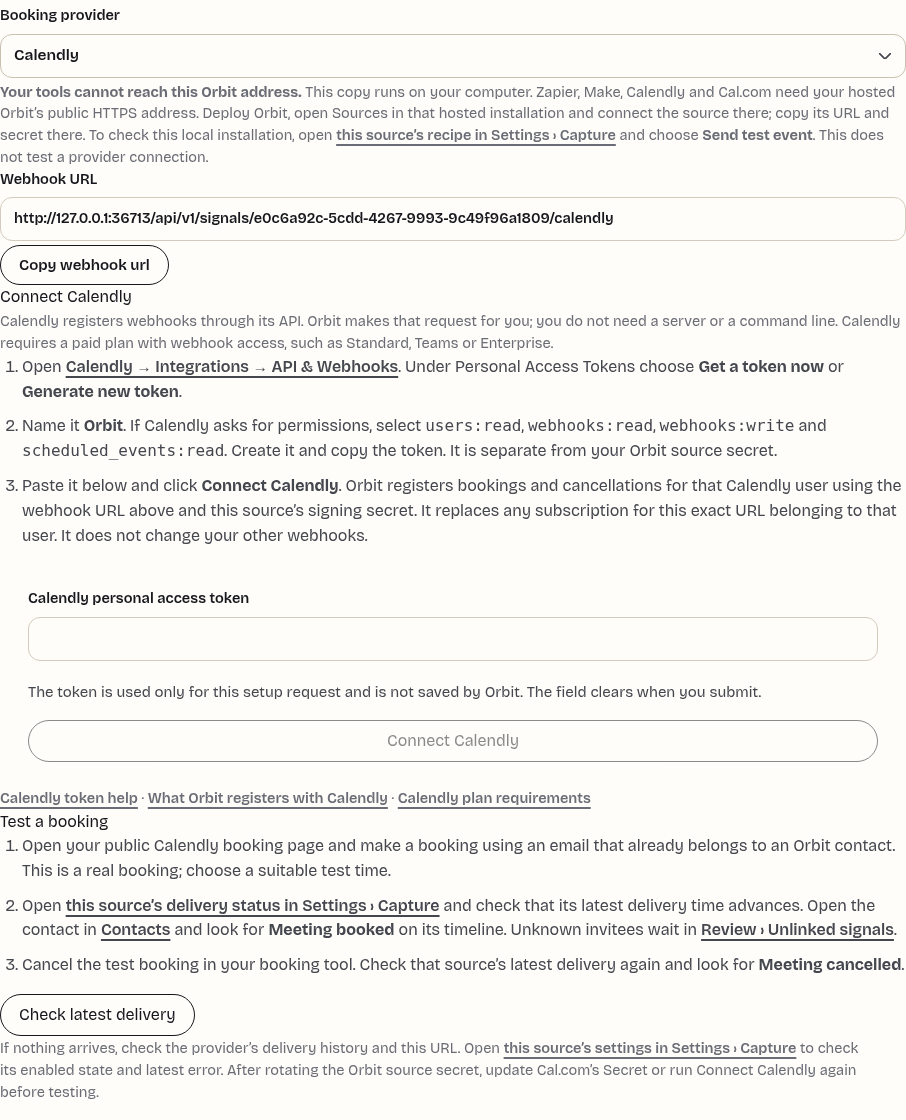 Booking provider
Calendly
Your tools cannot reach this Orbit address. This copy runs on your computer. Zapier, Make, Calendly and Cal.com need your hosted
Orbit's public HTTPS address. Deploy Orbit, open Sources in that hosted installation and connect the source there; copy its URL and
secret there. To check this local installation, open this source's recipe in Settings › Capture and choose Send test event. This does
not test a provider connection.
Webhook URL
http://127.0.0.1:36713/api/v1/signals/e0c6a92c-5cdd-4267-9993-9c49f96a1809/calendly
Copy webhook url
Connect Calendly
Calendly registers webhooks through its API. Orbit makes that request for you; you do not need a server or a command line. Calendly
requires a paid plan with webhook access, such as Standard, Teams or Enterprise.
1. Open Calendly → Integrations → API & Webhooks. Under Personal Access Tokens choose Get a token now or
Generate new token.
2. Name it Orbit. If Calendly asks for permissions, select users:read, webhooks:read, webhooks:write and
scheduled_events:read. Create it and copy the token. It is separate from your Orbit source secret.
3. Paste it below and click Connect Calendly. Orbit registers bookings and cancellations for that Calendly user using the
webhook URL above and this source's signing secret. It replaces any subscription for this exact URL belonging to that
user. It does not change your other webhooks.
Calendly personal access token
The token is used only for this setup request and is not saved by Orbit. The field clears when you submit.
Connect Calendly
Calendly token help · What Orbit registers with Calendly · Calendly plan requirements
Test a booking
1. Open your public Calendly booking page and make a booking using an email that already belongs to an Orbit contact.
This is a real booking; choose a suitable test time.
2. Open this source's delivery status in Settings › Capture and check that its latest delivery time advances. Open the
contact in Contacts and look for Meeting booked on its timeline. Unknown invitees wait in Review › Unlinked signals.
3. Cancel the test booking in your booking tool. Check that source's latest delivery again and look for Meeting cancelled.
Check latest delivery
If nothing arrives, check the provider's delivery history and this URL. Open this source's settings in Settings › Capture to check
its enabled state and latest error. After rotating the Orbit source secret, update Cal.com's Secret or run Connect Calendly again
before testing.